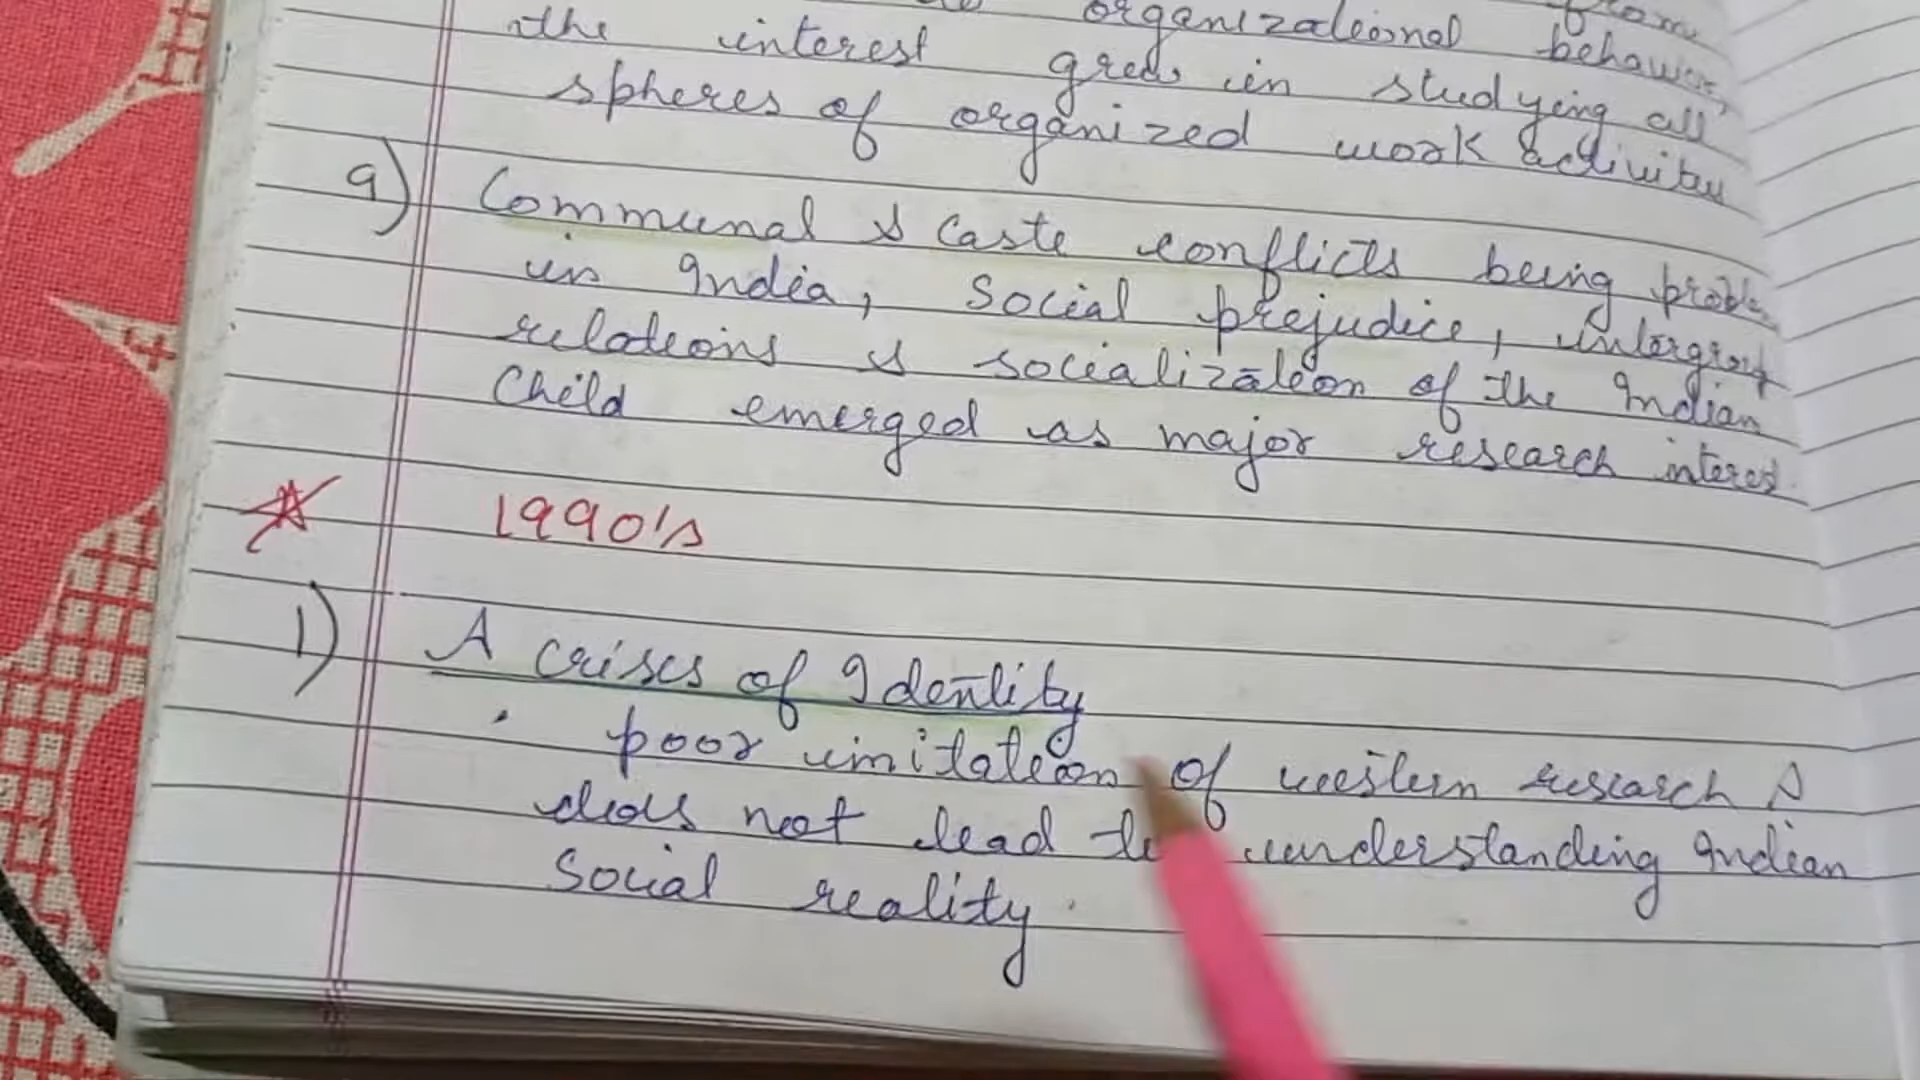 organizational behaviour,
the interest grew in studying all
spheres of organized work activity
9) Communal & Caste conflicts being
in India, Social prejudice, intergroup
relations & socialization of the Indian
Child emerged as major research interest
1990's
1) A crises of Identity
poor imitation of western research &
does not lead to understanding Indian
Social reality.